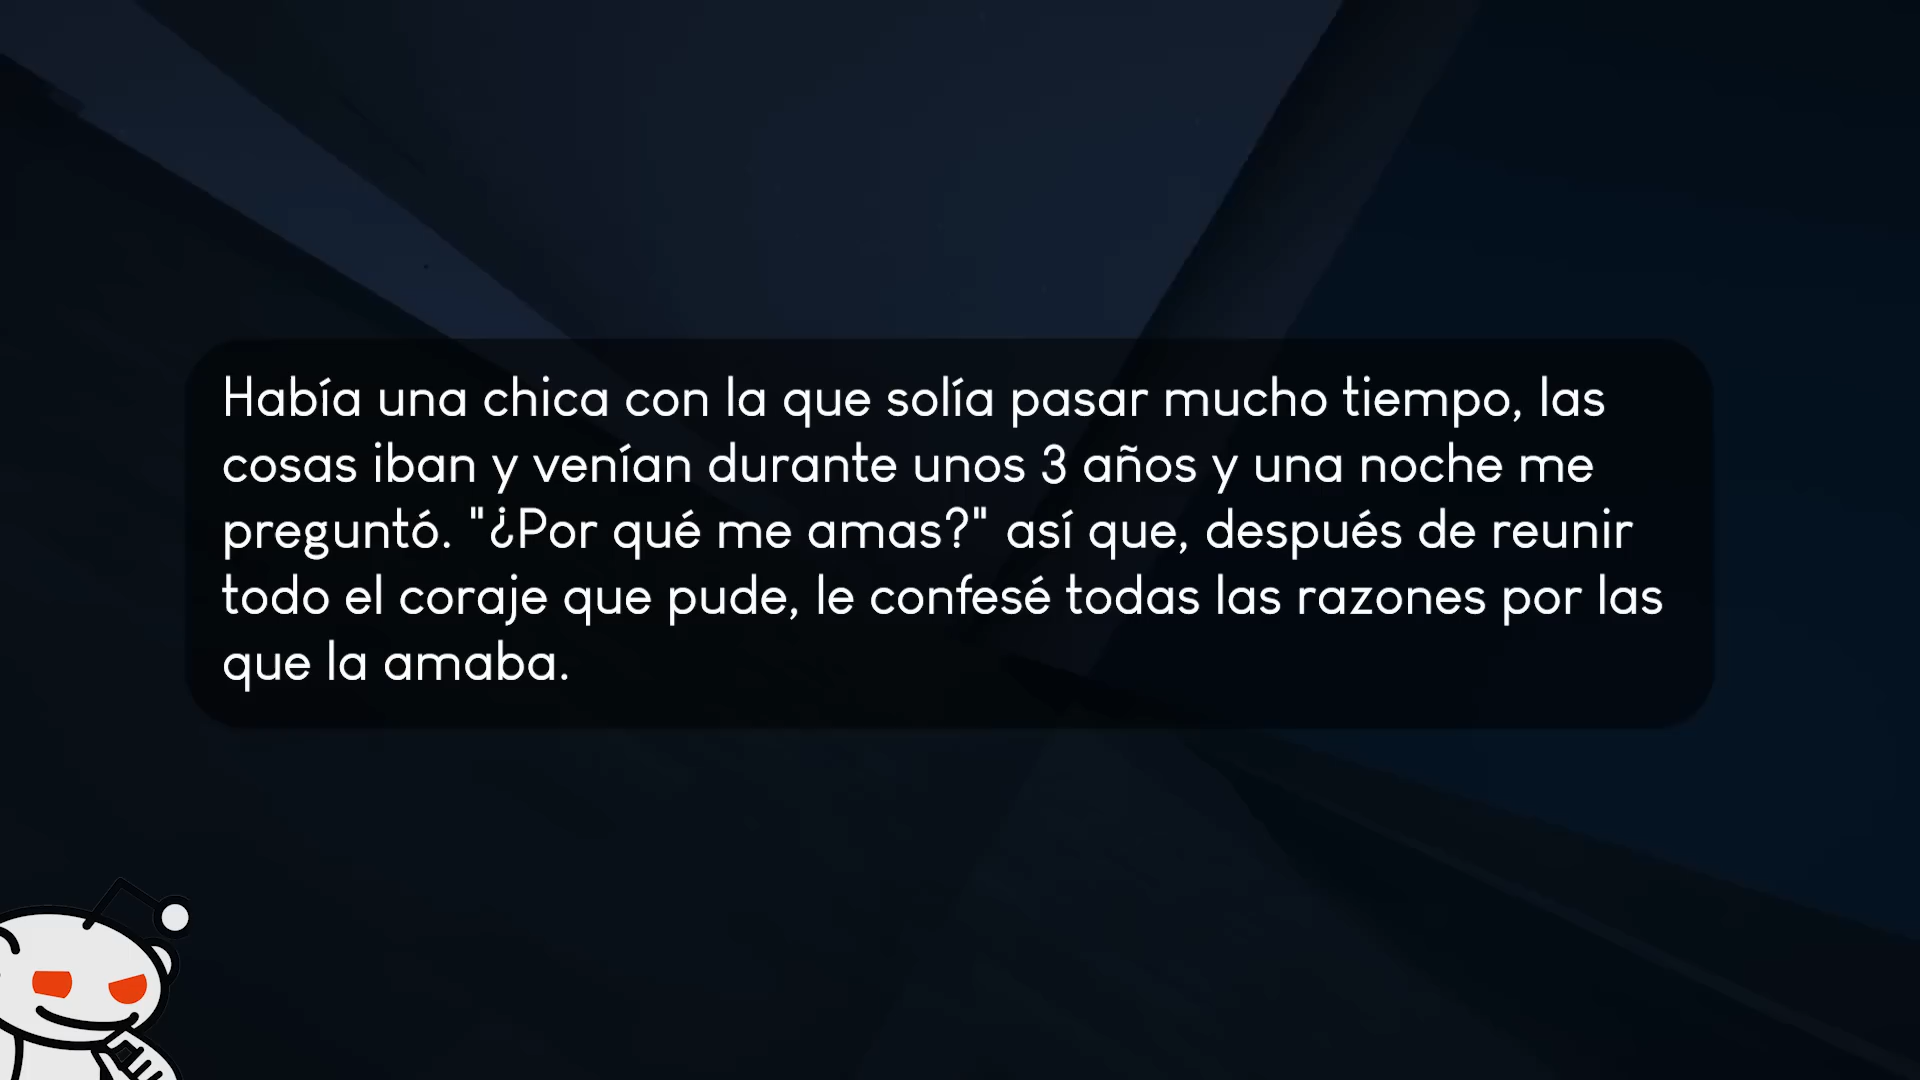 Había una chica con la que solía pasar mucho tiempo, las
cosas iban y venían durante unos 3 años y una noche me
preguntó. "¿Por qué me amas?" así que, después de reunir
todo el coraje que pude, le confesé todas las razones por las
que la amaba.